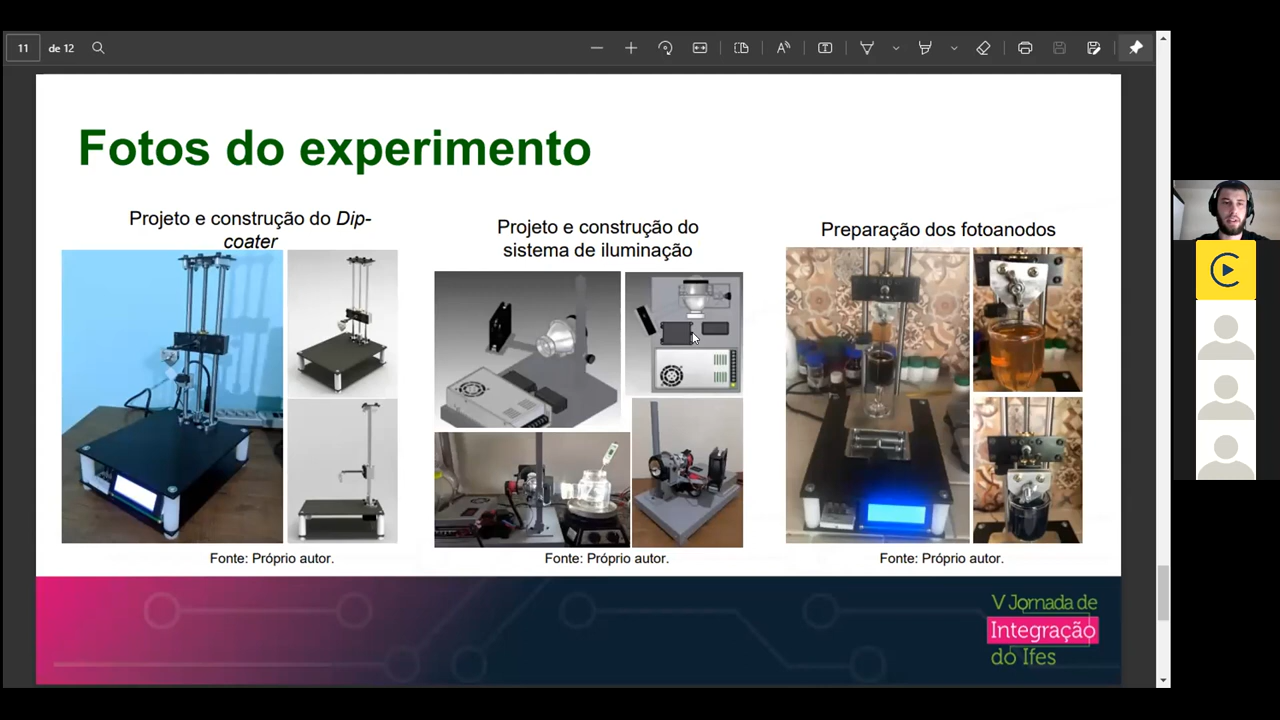 11
de 12
Fotos do experimento
Projeto e construção do Dip-
coater
Projeto e construção do
sistema de iluminação
Preparação dos fotoanodos
Fonte: Próprio autor.
Fonte: Próprio autor.
Fonte: Próprio autor.
V Jornada de
Integração
do Ifes